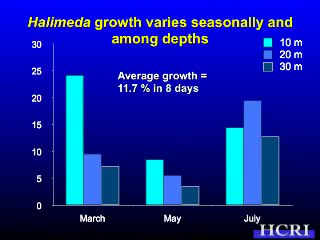 Halimeda growth varies seasonally and
among depths
10 m
20 m
30 m
Average growth =
11.7 % in 8 days
30
25
20
15
10
5
0
March May July
HCRI